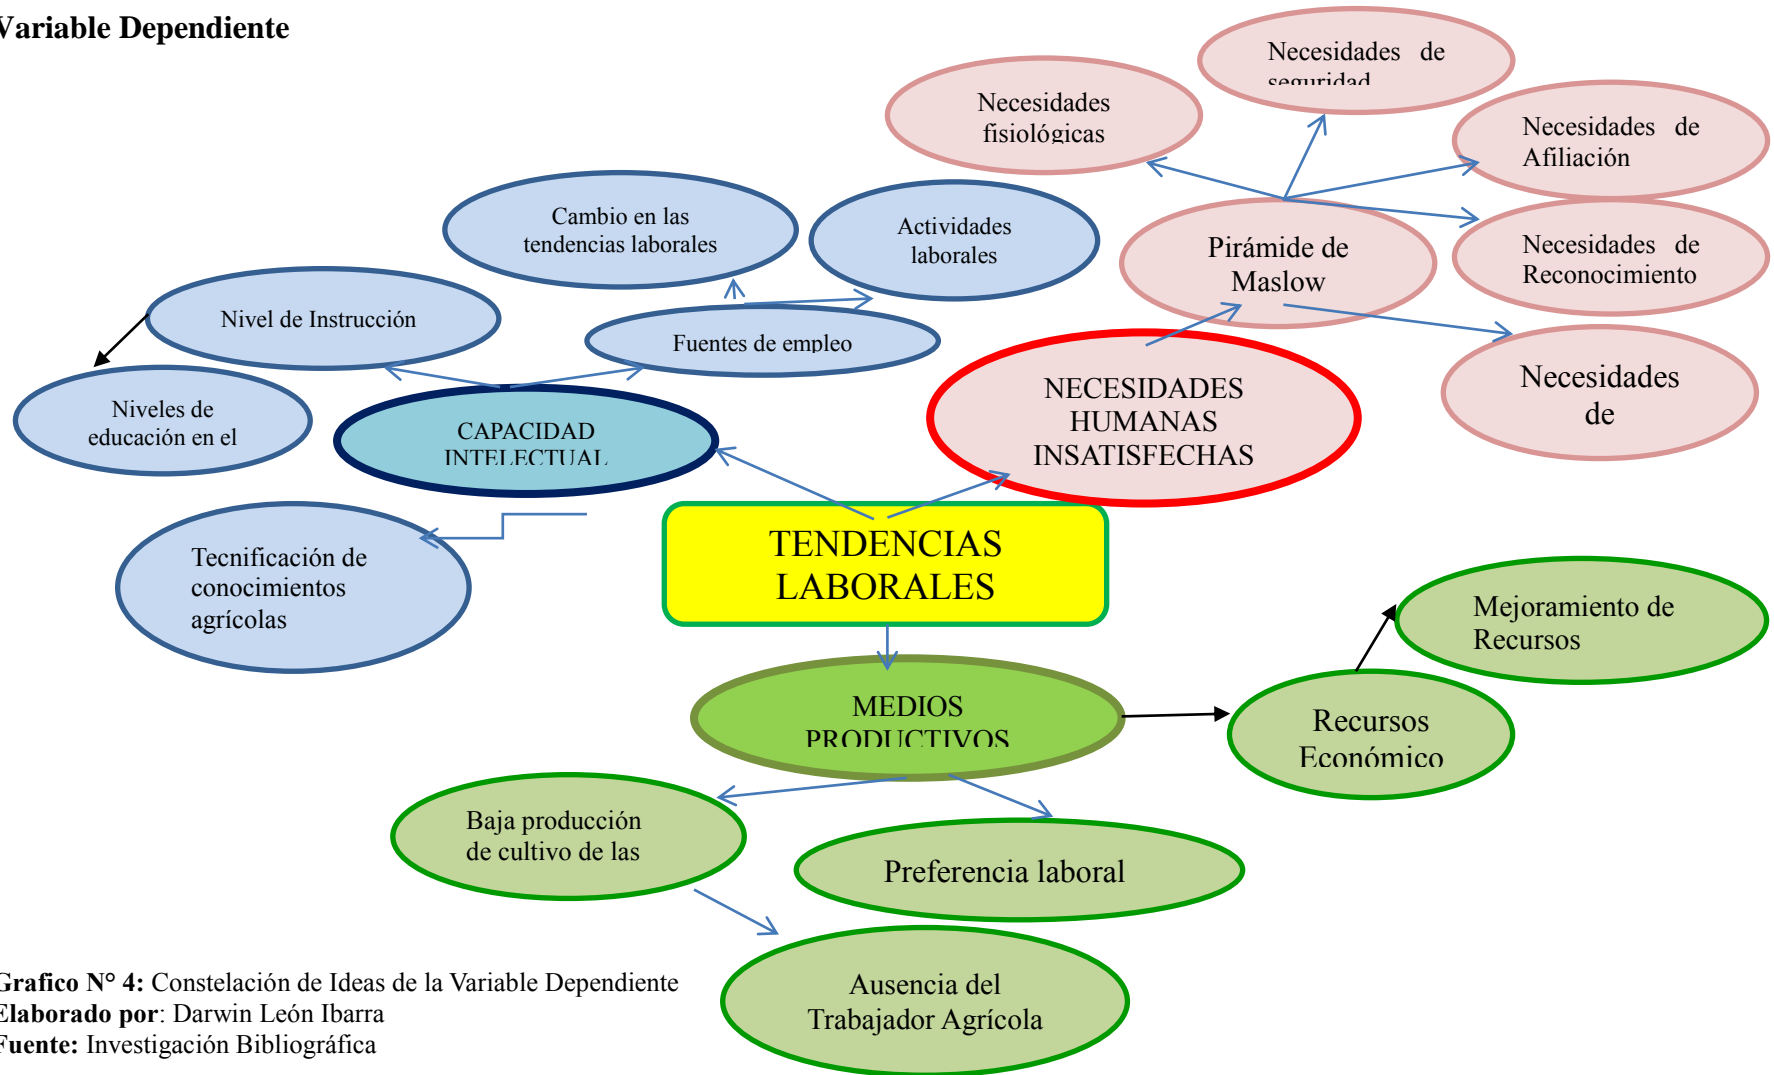 Variable Dependiente
Necesidades de
seguridad
Necesidades
fisiológicas
Necesidades de
Afiliación
Cambio en las
tendencias laborales
Actividades
laborales
Pirámide de
Maslow
Necesidades de
Reconocimiento
Nivel de Instrucción
Fuentes de empleo
Necesidades
de
NECESIDADES
HUMANAS
INSATISFECHAS
Niveles de
educación en el
CAPACIDAD
INTELECTUAL
TENDENCIAS
LABORALES
Tecnificación de
conocimientos
agrícolas
Mejoramiento de
Recursos
MEDIOS
PRODUCTIVOS
Recursos
Económico
Baja producción
de cultivo de las
Preferencia laboral
Ausencia del
Trabajador Agrícola
Grafico N° 4: Constelación de Ideas de la Variable Dependiente
Elaborado por: Darwin León Ibarra
Fuente: Investigación Bibliográfica